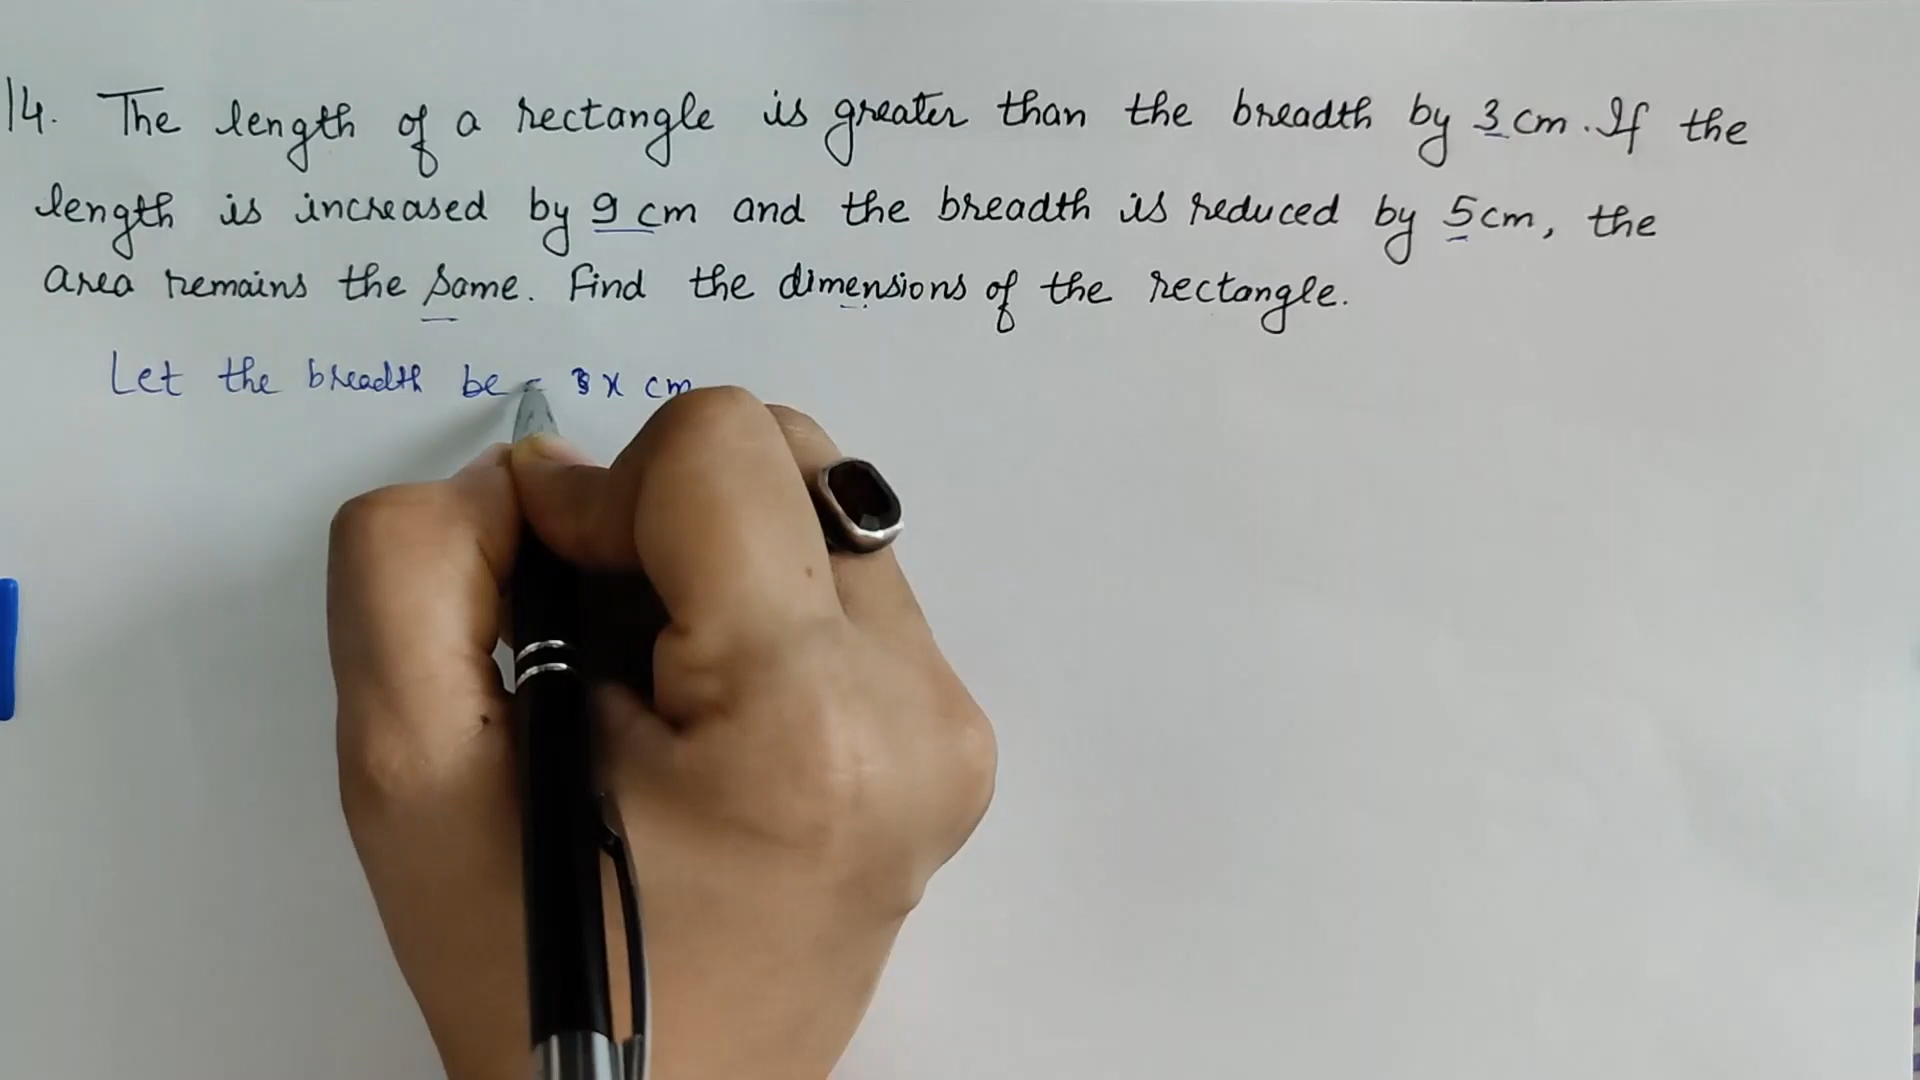 14. The length of a rectangle is greater than the breadth by 3 cm. If the
length is increased by 9 cm and the breadth is reduced by 5 cm, the
area remains the same. Find the dimensions of the rectangle.
Let the breadth be = x cm